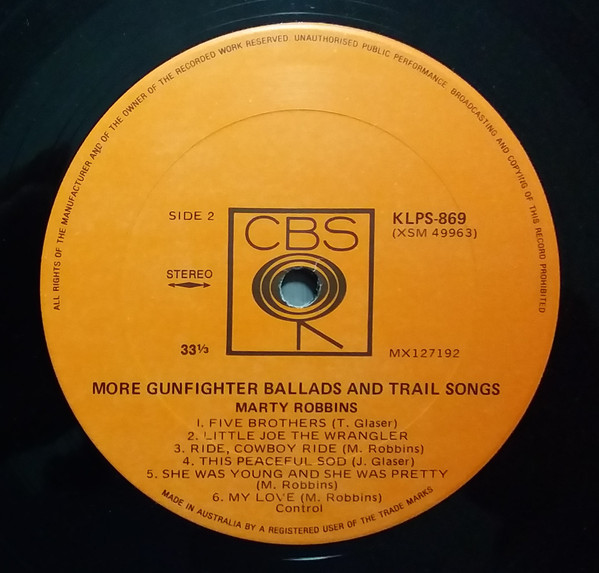 ALL RIGHTS OF THE MANUFACTURER AND OF THE OWNER OF THE RECORDED WORK RESERVED. UNAUTHORISED PUBLIC PERFORMANCE, BROADCASTING AND COPYING OF THIS RECORD PROHIBITED
SIDE 2
CBS
KLPS-869
(XSM 49963)
STEREO
33⅓
MX127192
MORE GUNFIGHTER BALLADS AND TRAIL SONGS
MARTY ROBBINS
1. FIVE BROTHERS (T. Glaser)
2. LITTLE JOE THE WRANGLER
3. RIDE, COWBOY RIDE (M. Robbins)
4. THIS PEACEFUL SOD (J. Glaser)
5. SHE WAS YOUNG AND SHE WAS PRETTY
(M. Robbins)
6. MY LOVE (M. Robbins)
Control
MADE IN AUSTRALIA BY A REGISTERED USER OF THE TRADE MARKS